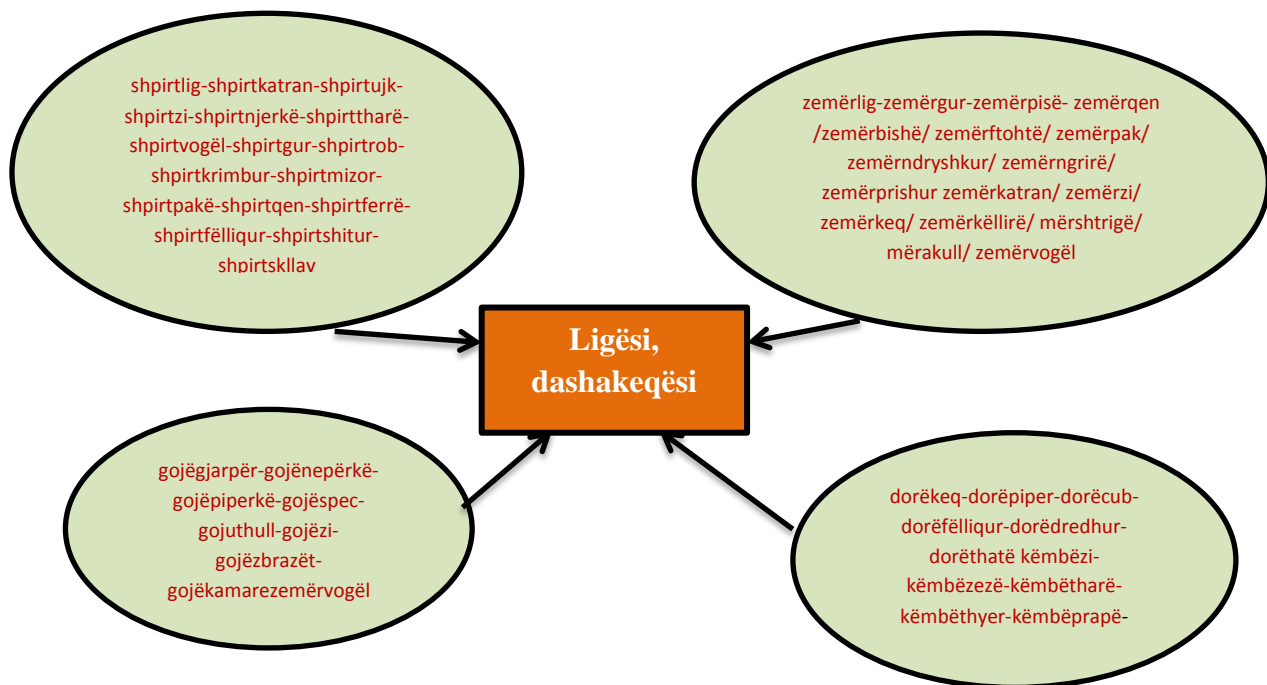 shpirtlig-shpirtkatran-shpirtujk-
shpirtzi-shpirtnjerkë-shpirttharë-
shpirtvogël-shpirtgur-shpirtrob-
shpirtkrimbur-shpirtmizor-
shpirtpakë-shpirtqen-shpirtferrë-
shpirtfëlliqur-shpirtshitur-
shpirtskllav
zemërlig-zemërgur-zemërpisë- zemërqen
/zemërbishë/ zemërftohtë/ zemërpak/
zemërndryshkur/ zemërngrirë/
zemërprishur zemërkatran/ zemërzi/
zemërkeq/ zemërkëllirë/ mërshtrigë/
mërakull/ zemërvogël
Ligësi,
dashakeqësi
gojëgjarpër-gojënepërkë-
gojëpiperkë-gojëspec-
gojuthull-gojëzi-
gojëzbrazët-
gojëkamarezemërvogël
dorëkeq-dorëpiper-dorëcub-
dorëfëlliqur-dorëdredhur-
dorëthatë këmbëzi-
këmbëzezë-këmbëtharë-
këmbëthyer-këmbëprapë-